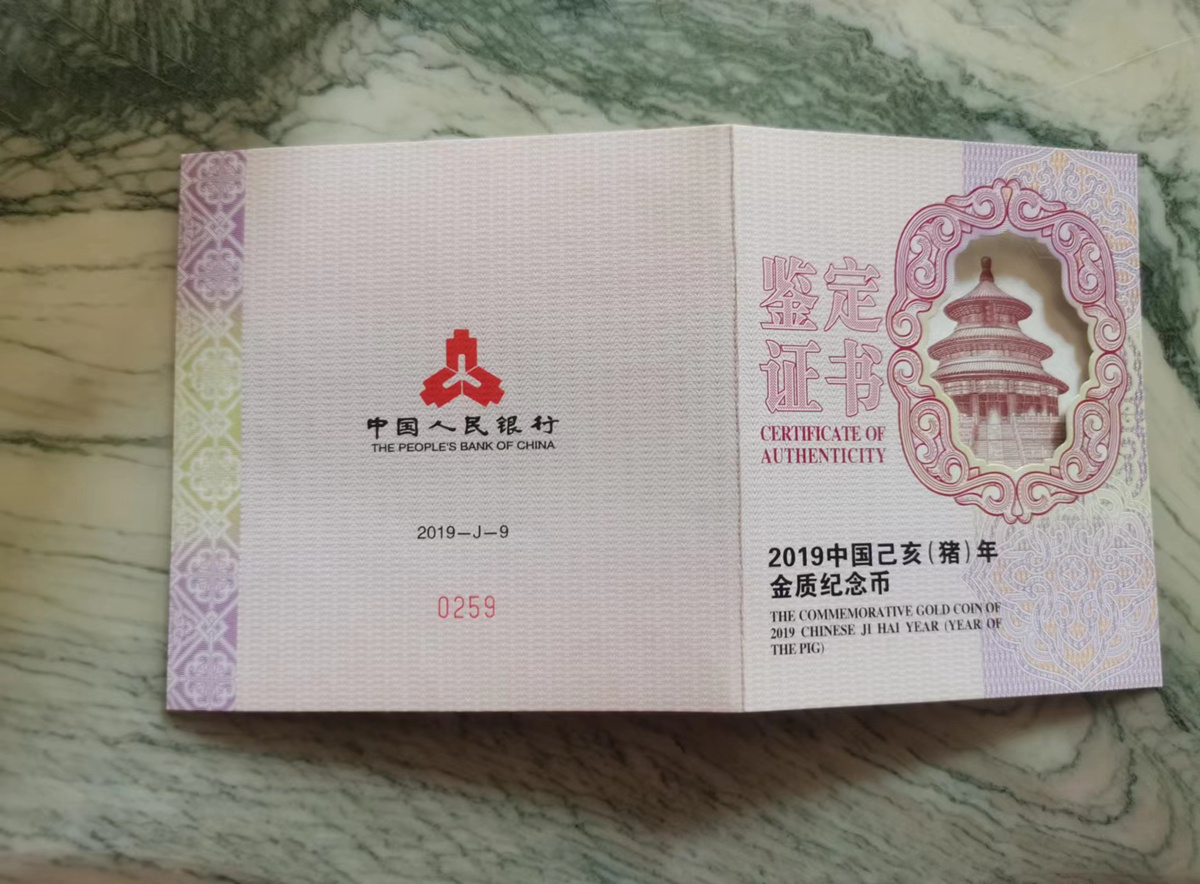 中国人民银行
THE PEOPLE'S BANK OF CHINA
2019－J－9
0259
鉴定
证书
CERTIFICATE OF
AUTHENTICITY
2019中国己亥（猪）年
金质纪念币
THE COMMEMORATIVE GOLD COIN OF
2019 CHINESE JI HAI YEAR (YEAR OF
THE PIG)